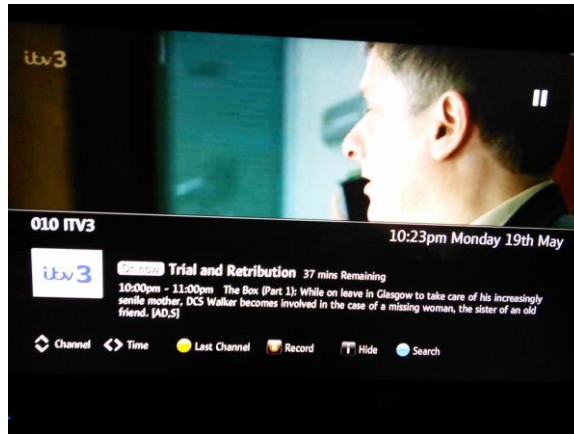 itv3
010 ITV3
10:23pm Monday 19th May
itv3
On now Trial and Retribution 37 mins Remaining
10:00pm - 11:00pm The Box (Part 1): While on leave in Glasgow to take care of his increasingly
senile mother, DCS Walker becomes involved in the case of a missing woman, the sister of an old
friend. [AD,S]
Channel Time Last Channel Record i Hide Search